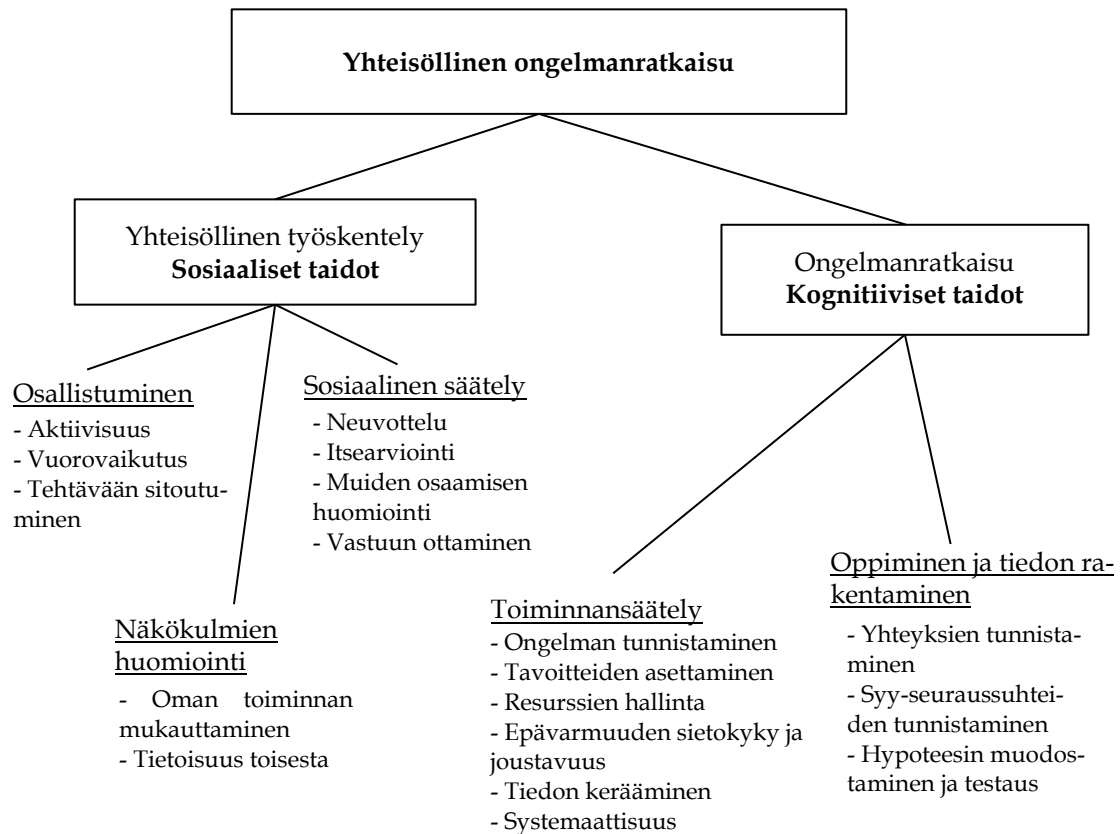 Yhteisöllinen ongelmanratkaisu
Yhteisöllinen työskentely
Sosiaaliset taidot
Ongelmanratkaisu
Kognitiiviset taidot
Osallistuminen
- Aktiivisuus
- Vuorovaikutus
- Tehtävään sitoutu-
minen
Sosiaalinen säätely
- Neuvottelu
- Itsearviointi
- Muiden osaamisen
huomiointi
- Vastuun ottaminen
Näkökulmien
huomiointi
- Oman toiminnan
mukauttaminen
- Tietoisuus toisesta
Toiminnansäätely
- Ongelman tunnistaminen
- Tavoitteiden asettaminen
- Resurssien hallinta
- Epävarmuuden sietokyky ja
joustavuus
- Tiedon kerääminen
- Systemaattisuus
Oppiminen ja tiedon ra-
kentaminen
- Yhteyksien tunnista-
minen
- Syy-seuraussuhtei-
den tunnistaminen
- Hypoteesin muodos-
taminen ja testaus